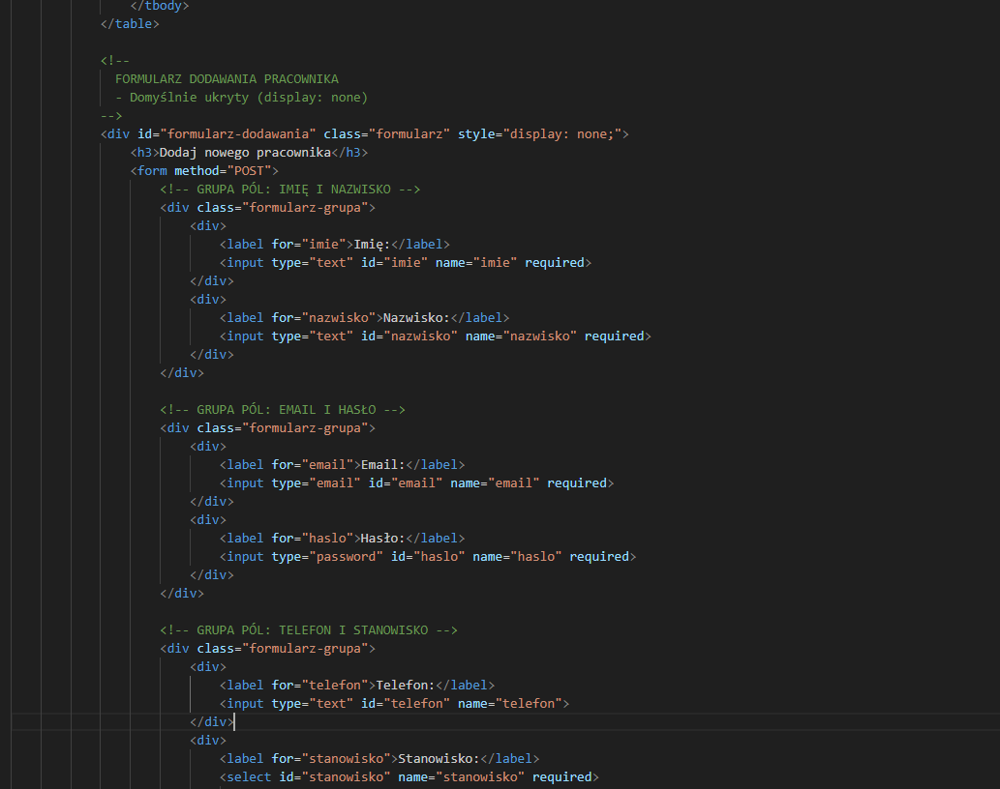 </tbody>
</table>
<!--
FORMULARZ DODAWANIA PRACOWNIKA
- Domyślnie ukryty (display: none)
-->
<div id="formularz-dodawania" class="formularz" style="display: none;">
<h3>Dodaj nowego pracownika</h3>
<form method="POST">
<!-- GRUPA PÓL: IMIĘ I NAZWISKO -->
<div class="formularz-grupa">
<div>
<label for="imie">Imię:</label>
<input type="text" id="imie" name="imie" required>
</div>
<div>
<label for="nazwisko">Nazwisko:</label>
<input type="text" id="nazwisko" name="nazwisko" required>
</div>
</div>
<!-- GRUPA PÓL: EMAIL I HASŁO -->
<div class="formularz-grupa">
<div>
<label for="email">Email:</label>
<input type="email" id="email" name="email" required>
</div>
<div>
<label for="haslo">Hasło:</label>
<input type="password" id="haslo" name="haslo" required>
</div>
</div>
<!-- GRUPA PÓL: TELEFON I STANOWISKO -->
<div class="formularz-grupa">
<div>
<label for="telefon">Telefon:</label>
<input type="text" id="telefon" name="telefon">
</div>
<div>
<label for="stanowisko">Stanowisko:</label>
<select id="stanowisko" name="stanowisko" required>